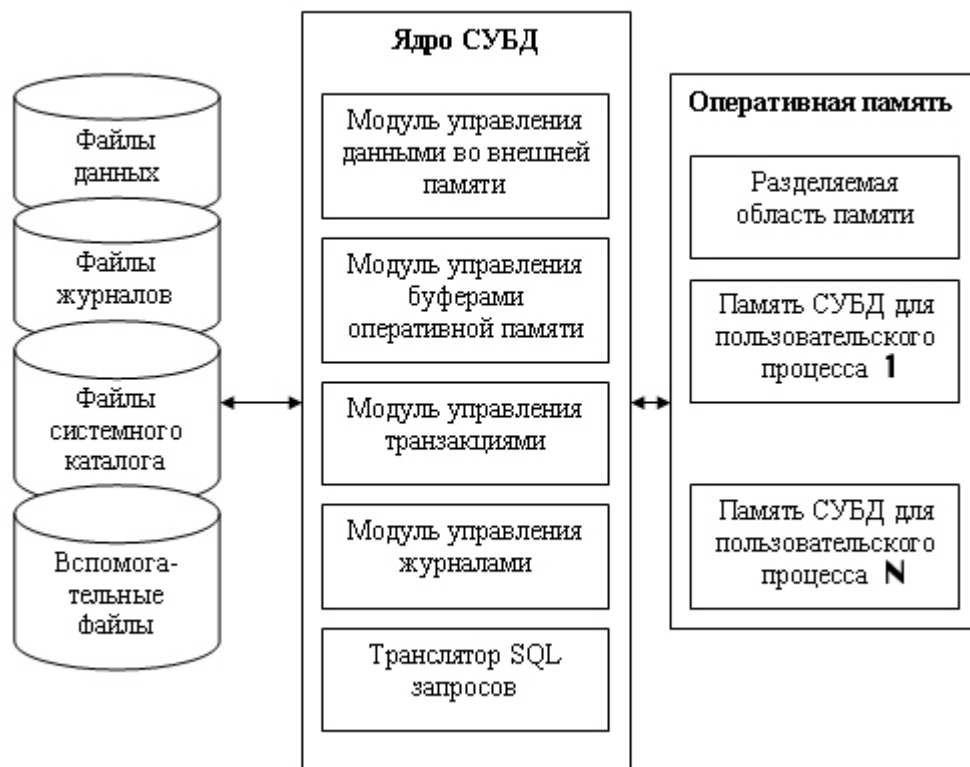 Файлы
данных
Файлы
журналов
Файлы
системного
каталога
Вспомога-
тельные
файлы
Ядро СУБД
Модуль управления
данными во внешней
памяти
Модуль управления
буферами
оперативной памяти
Модуль управления
транзакциями
Модуль управления
журналами
Транслятор SQL
запросов
Оперативная память
Разделяемая
область памяти
Память СУБД для
пользовательского
процесса 1
Память СУБД для
пользовательского
процесса N